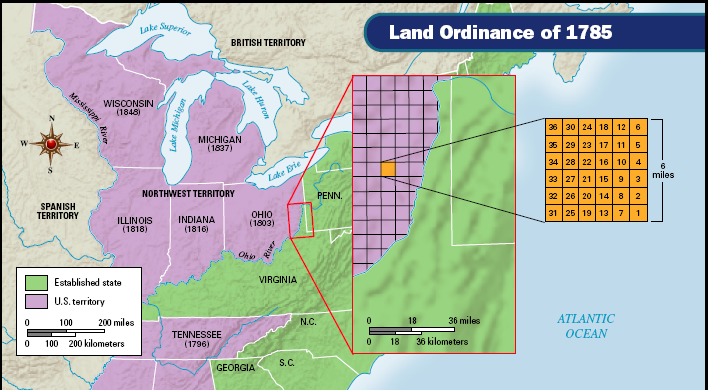 Land Ordinance of 1785
Lake Superior
BRITISH TERRITORY
WISCONSIN
(1848)
Mississippi River
Lake Michigan
Lake Huron
MICHIGAN
(1837)
N
W
E
S
Lake Erie
NORTHWEST TERRITORY
PENN.
SPANISH
TERRITORY
ILLINOIS
(1818)
INDIANA
(1816)
OHIO
(1803)
Ohio River
VIRGINIA
N.C.
TENNESSEE
(1796)
S.C.
GEORGIA
Established state
U.S. territory
0 100 200 miles
0 100 200 kilometers
0 18 36 miles
0 18 36 kilometers
36 30 24 18 12 6
35 29 23 17 11 5
34 28 22 16 10 4
33 27 21 15 9 3
32 26 20 14 8 2
31 25 19 13 7 1
6
miles
ATLANTIC
OCEAN